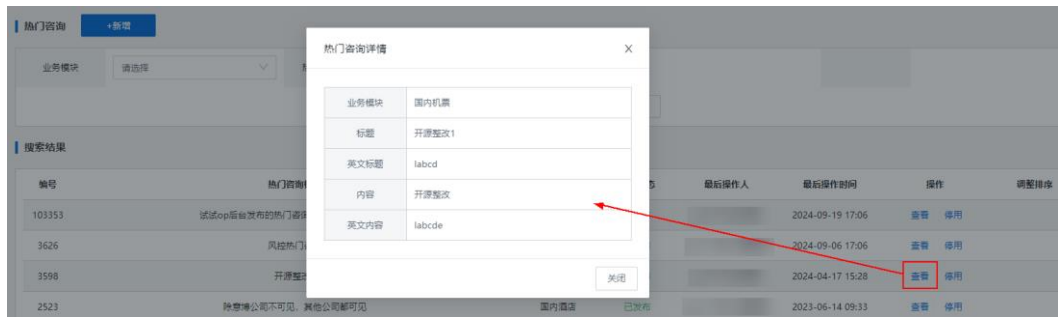 热门咨询 +新增
热门咨询详情 X
业务模块 请选择
业务模块 国内机票
标题 开源整改1
搜索结果
英文标题 labcd
编号 最后操作人 最后操作时间 操作 调整排序
内容 开源整改
103353 试试op后台发布的热门咨询 2024-09-19 17:06 查看 停用
英文内容 labcde
3626 风控热门 2024-09-06 17:06 查看 停用
3598 开源整 2024-04-17 15:28 查看 停用
关闭
2523 除意博公司不可见、其他公司都可见 国内酒店 已发布 2023-06-14 09:33 查看 停用